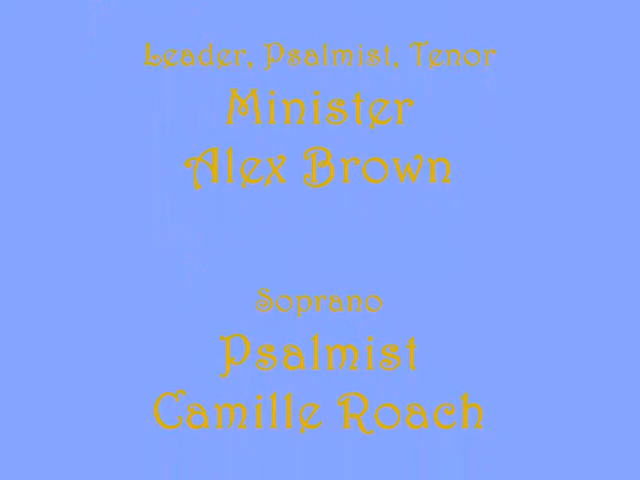 Leader, Psalmist, Tenor
Minister
Alex Brown
Soprano
Psalmist
Camille Roach